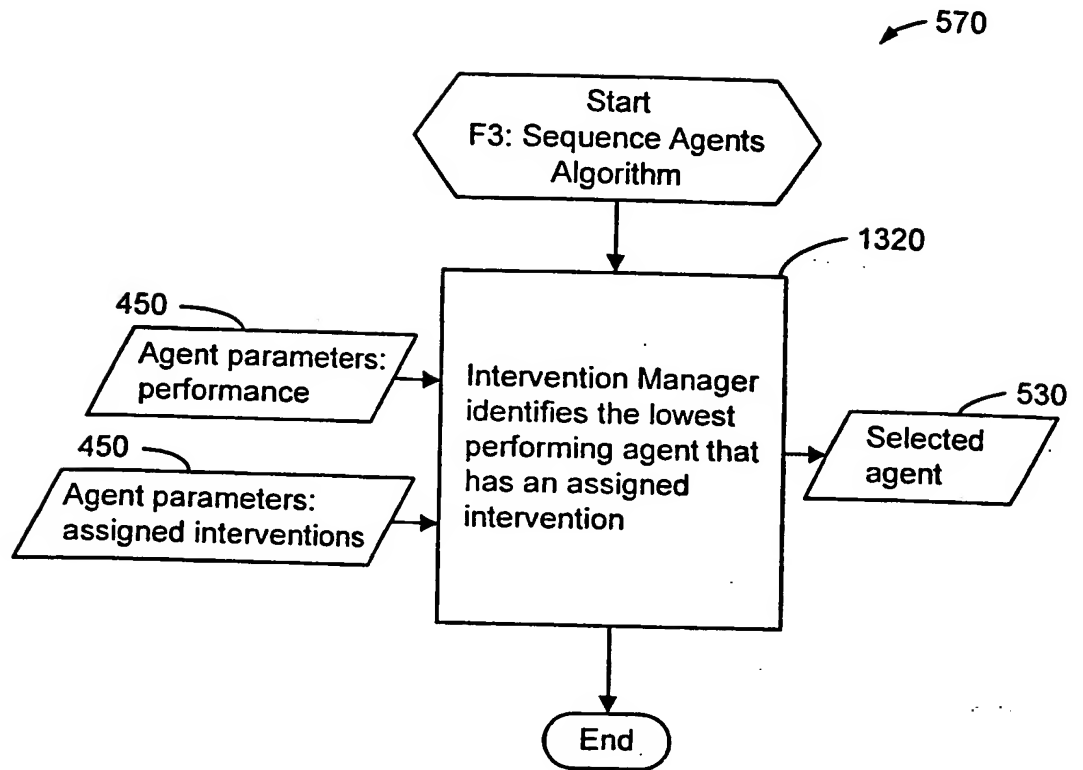 570
Start
F3: Sequence Agents
Algorithm
1320
450
Agent parameters:
performance
450
Agent parameters:
assigned interventions
Intervention Manager
identifies the lowest
performing agent that
has an assigned
intervention
530
Selected
agent
End